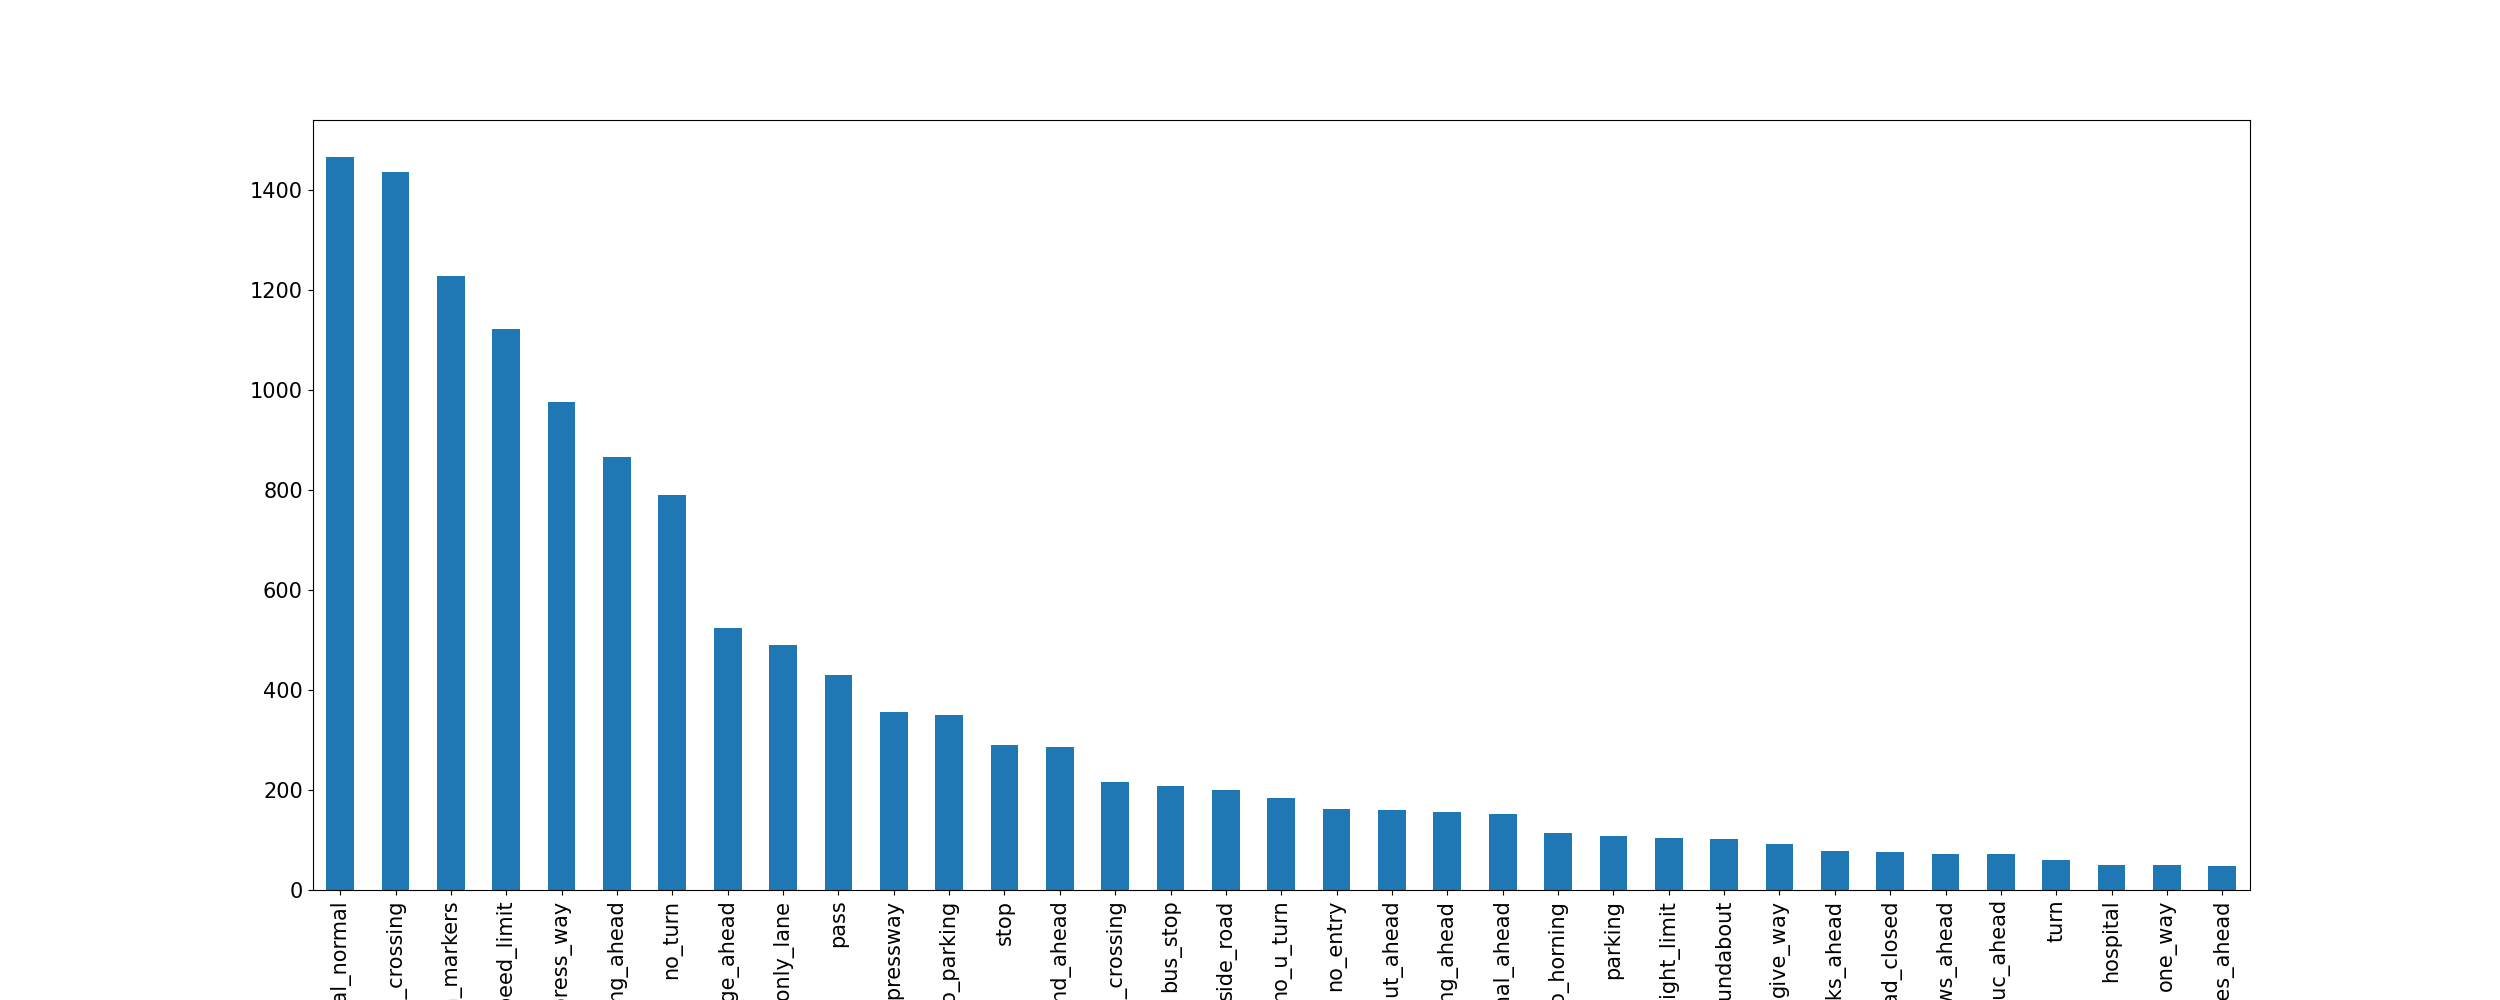 1400
1200
1000
800
600
400
200
0
al_normal
_crossing
_markers
eed_limit
ress_way
ng_ahead
no_turn
ge_ahead
only_lane
pass
pressway
o_parking
stop
nd_ahead
_crossing
bus_stop
side_road
no_u_turn
no_entry
ut_ahead
ng_ahead
nal_ahead
o_horning
parking
ight_limit
undabout
give_way
ks_ahead
ad_closed
ws_ahead
uc_ahead
turn
hospital
one_way
es_ahead